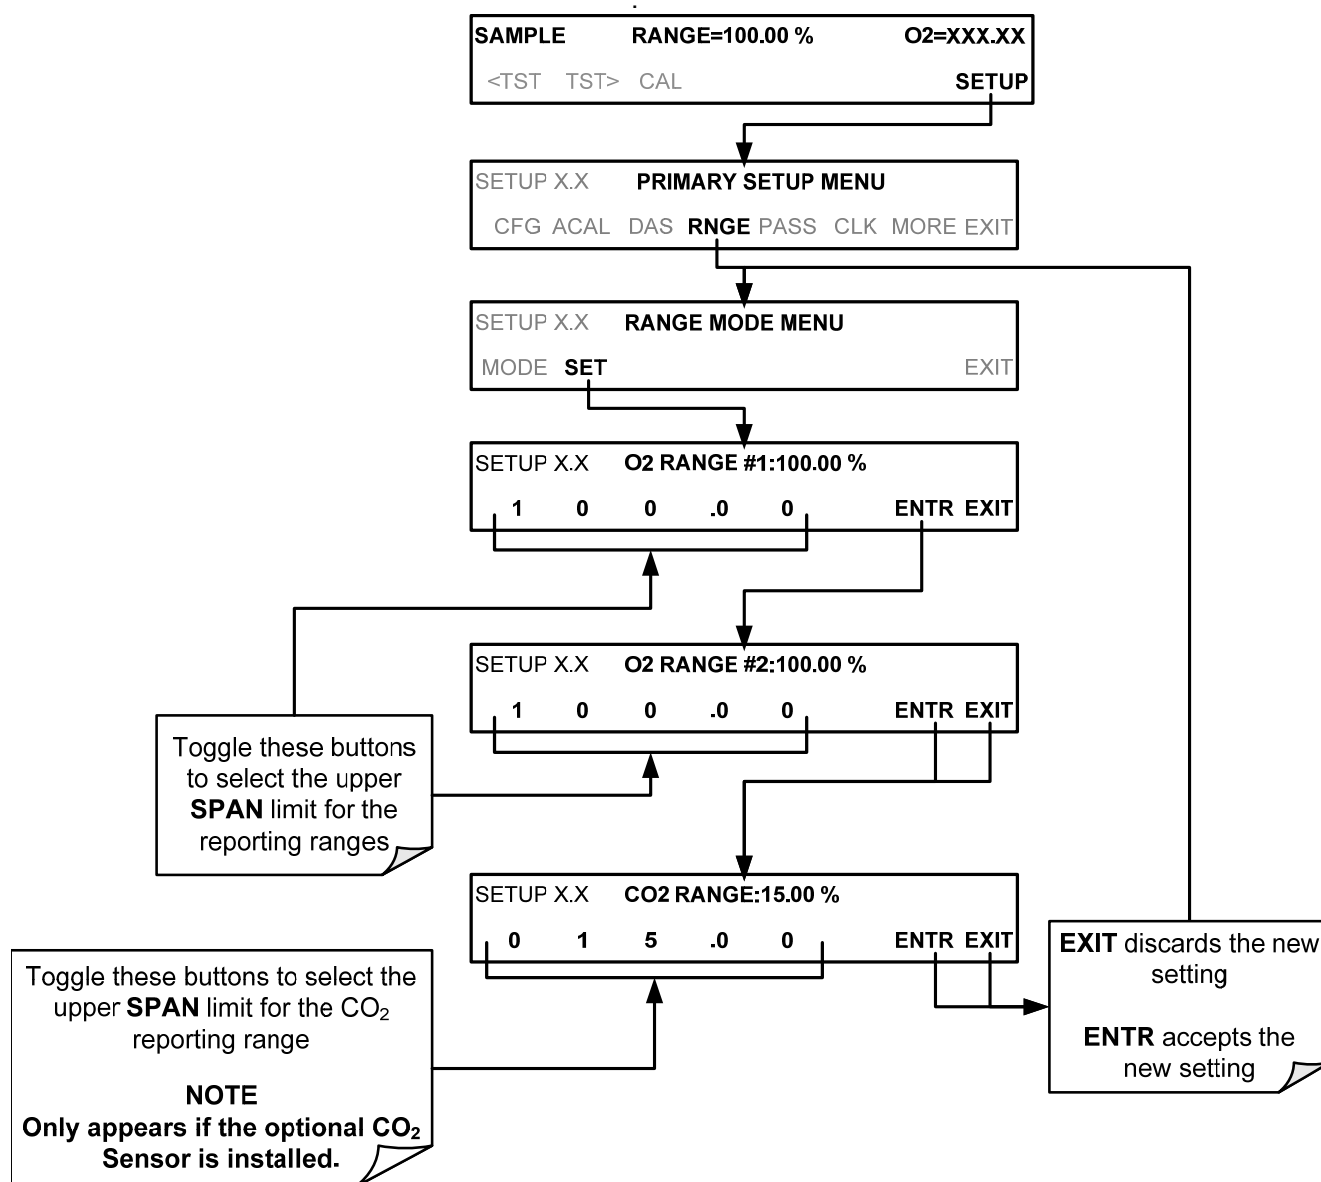 SAMPLE RANGE=100.00 % O2=XXX.XX
<TST TST> CAL SETUP
SETUP X.X PRIMARY SETUP MENU
CFG ACAL DAS RNGE PASS CLK MORE EXIT
SETUP X.X RANGE MODE MENU
MODE SET EXIT
SETUP X.X O2 RANGE #1:100.00 %
1 0 0 .0 0 ENTR EXIT
SETUP X.X O2 RANGE #2:100.00 %
1 0 0 .0 0 ENTR EXIT
Toggle these buttons
to select the upper
SPAN limit for the
reporting ranges
SETUP X.X CO2 RANGE:15.00 %
0 1 5 .0 0 ENTR EXIT
Toggle these buttons to select the
upper SPAN limit for the CO₂
reporting range
NOTE
Only appears if the optional CO₂
Sensor is installed.
EXIT discards the new
setting
ENTR accepts the
new setting